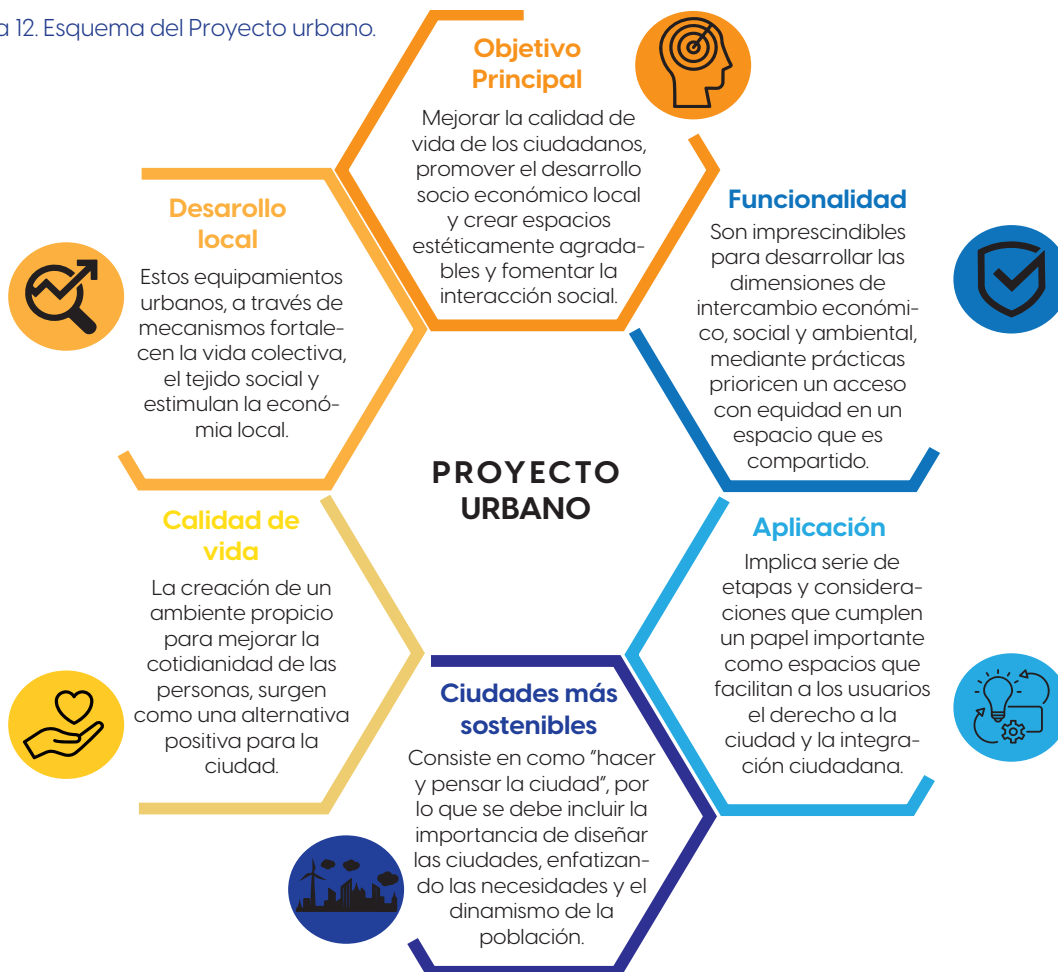 a 12. Esquema del Proyecto urbano.
Objetivo
Principal
Mejorar la calidad de
vida de los ciudadanos,
promover el desarrollo
socio económico local
y crear espacios
estéticamente agrada-
bles y fomentar la
interacción social.
Funcionalidad
Son imprescindibles
para desarrollar las
dimensiones de
intercambio económi-
co, social y ambiental,
mediante prácticas
prioricen un acceso
con equidad en un
espacio que es
compartido.
Aplicación
Implica serie de
etapas y considera-
ciones que cumplen
un papel importante
como espacios que
facilitan a los usuarios
el derecho a la
ciudad y la integra-
ción ciudadana.
Ciudades más
sostenibles
Consiste en como "hacer
y pensar la ciudad", por
lo que se debe incluir la
importancia de diseñar
las ciudades, enfatizan-
do las necesidades y el
dinamismo de la
población.
Calidad de
vida
La creación de un
ambiente propicio
para mejorar la
cotidianidad de las
personas, surgen
como una alternativa
positiva para la
ciudad.
Desarollo
local
Estos equipamientos
urbanos, a través de
mecanismos fortale-
cen la vida colectiva,
el tejido social y
estimulan la econó-
mia local.
PROYECTO
URBANO